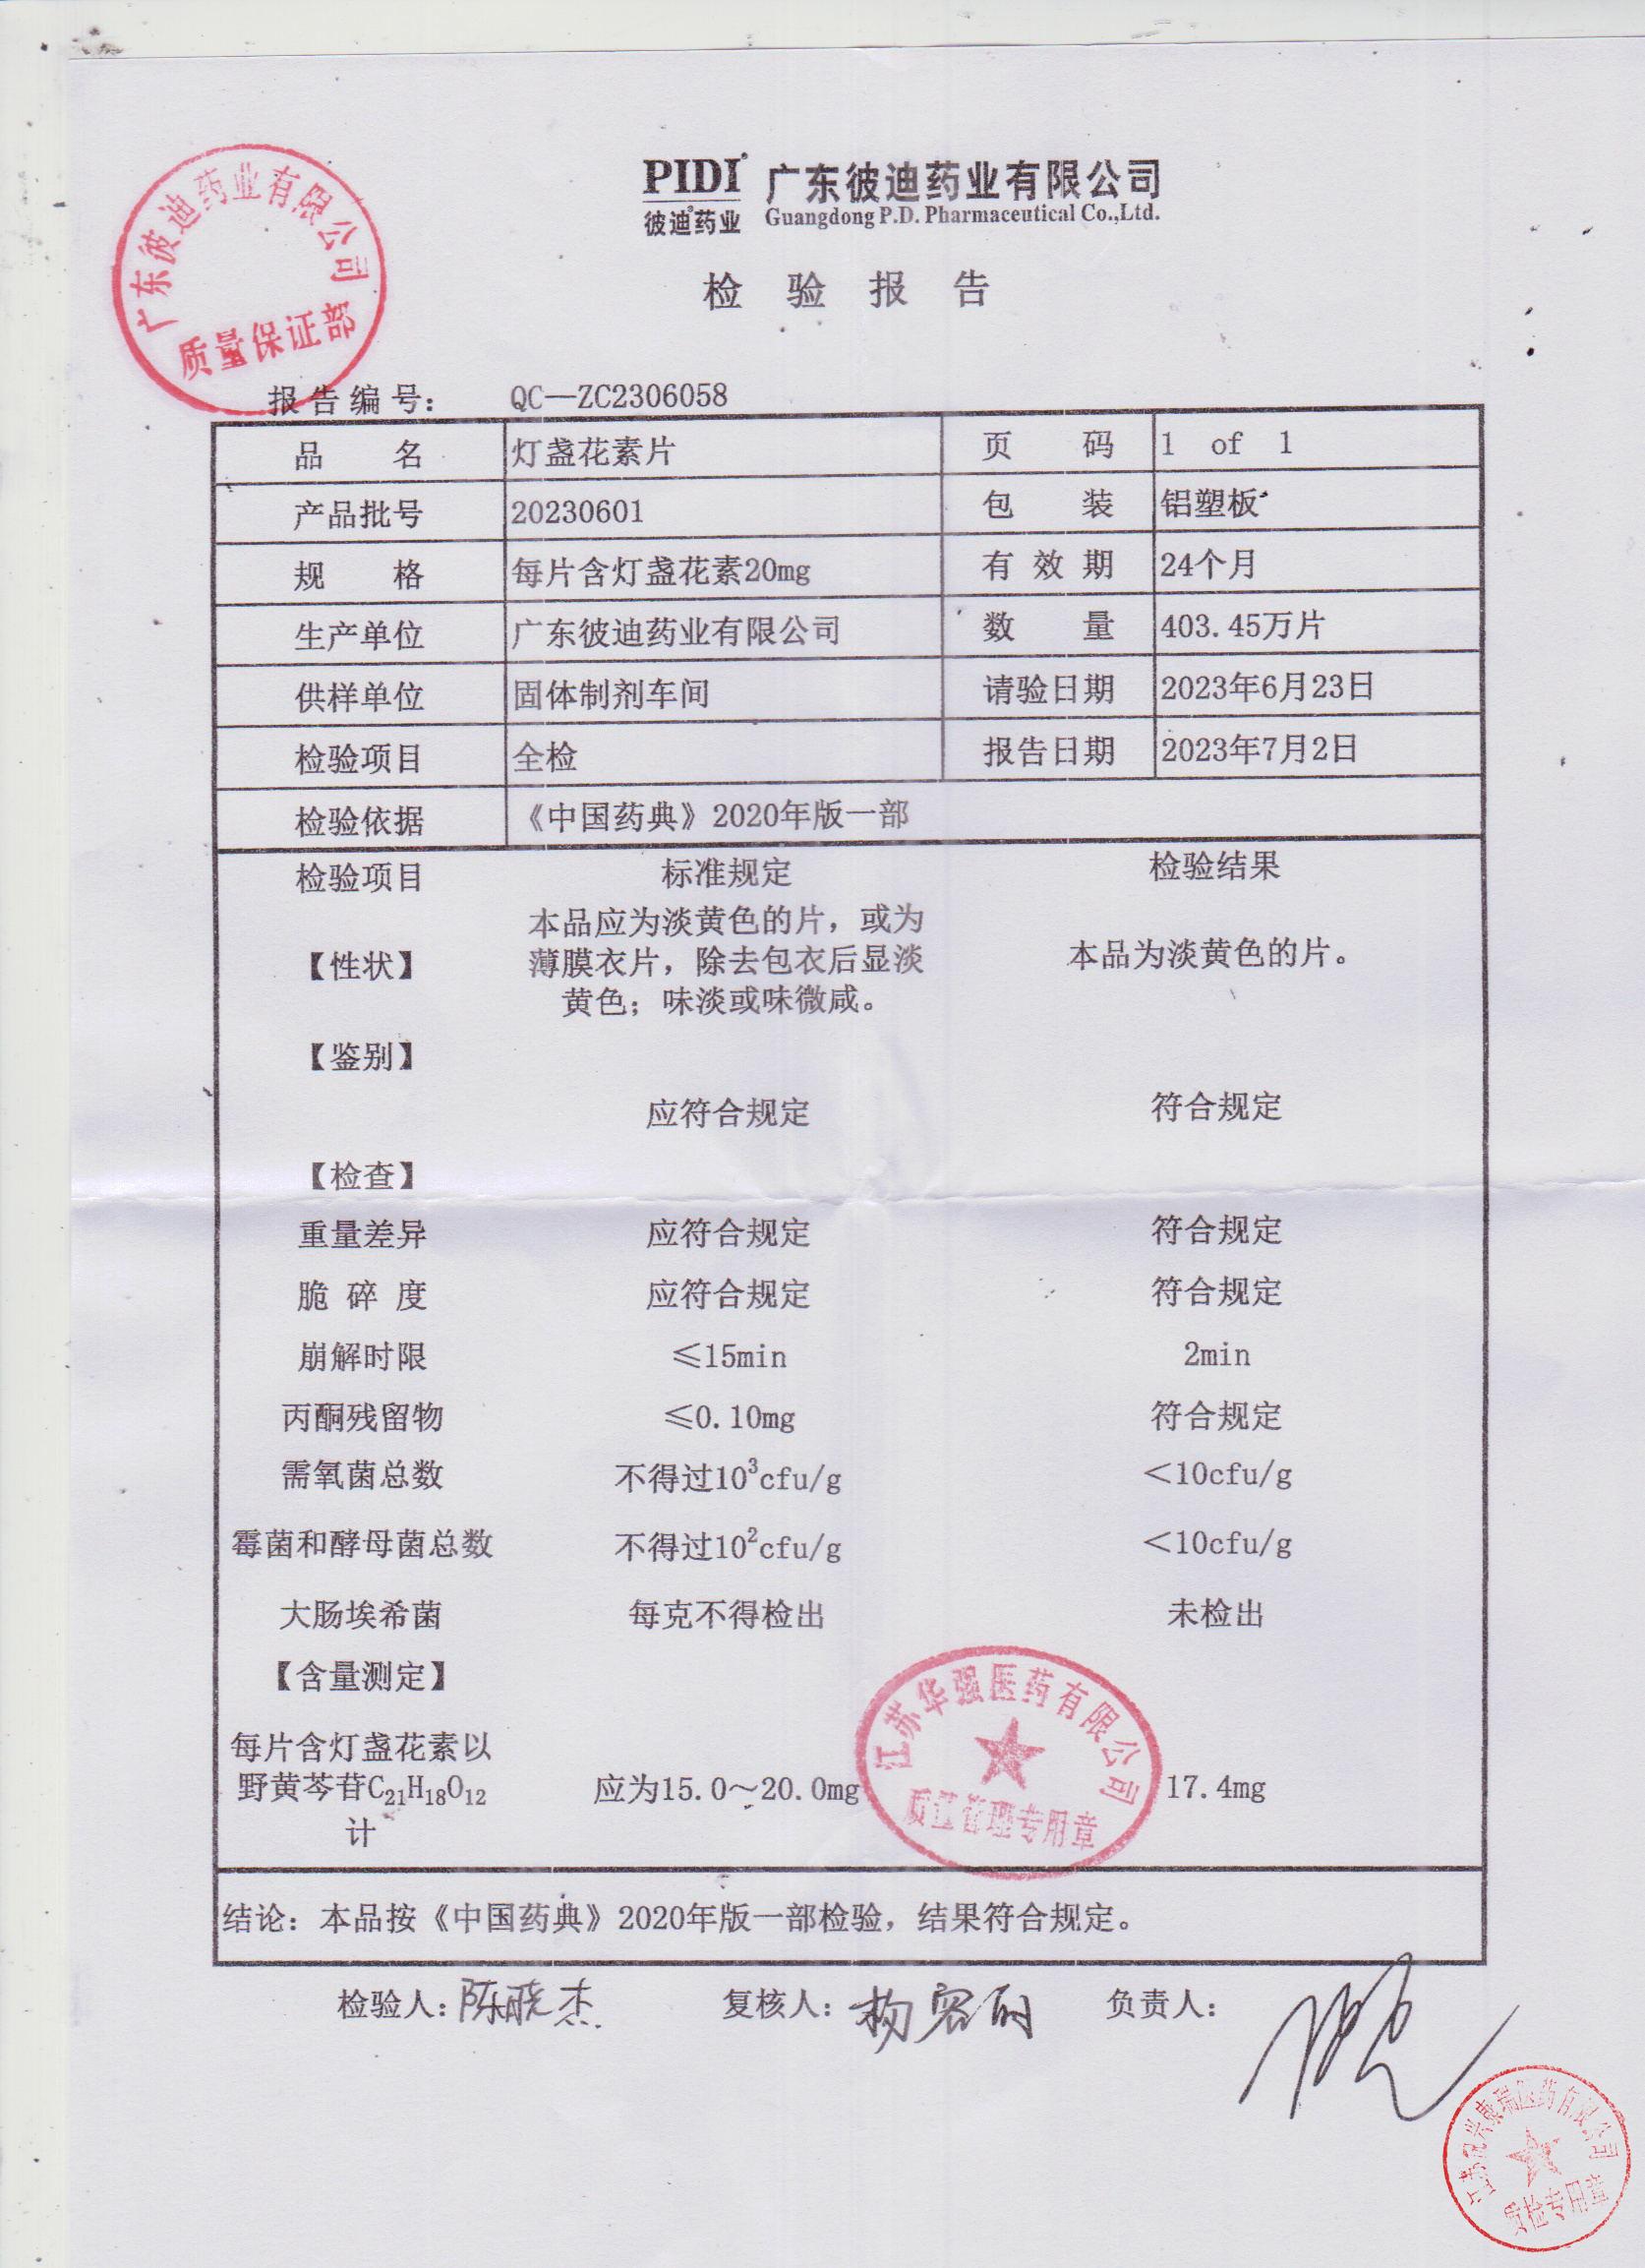 PIDI 广东彼迪药业有限公司
彼迪药业 Guangdong P.D. Pharmaceutical Co.,Ltd.
广东彼迪药业有限公司
质量保证部
检 验 报 告
报告编号: QC—ZC2306058
品 名 灯盏花素片 页 码 1 of 1
产品批号 20230601 包 装 铝塑板
规 格 每片含灯盏花素20mg 有 效 期 24个月
生产单位 广东彼迪药业有限公司 数 量 403.45万片
供样单位 固体制剂车间 请验日期 2023年6月23日
检验项目 全检 报告日期 2023年7月2日
检验依据 《中国药典》2020年版一部
检验项目 标准规定 检验结果
本品应为淡黄色的片，或为
【性状】 薄膜衣片，除去包衣后显淡 本品为淡黄色的片。
黄色；味淡或味微咸。
【鉴别】
应符合规定 符合规定
【检查】
重量差异 应符合规定 符合规定
脆 碎 度 应符合规定 符合规定
崩解时限 ≤15min 2min
丙酮残留物 ≤0.10mg 符合规定
需氧菌总数 不得过10³cfu/g <10cfu/g
霉菌和酵母菌总数 不得过10²cfu/g <10cfu/g
大肠埃希菌 每克不得检出 未检出
【含量测定】
每片含灯盏花素以
野黄芩苷C₂₁H₁₈O₁₂ 应为15.0～20.0mg 17.4mg
计
江苏华强医药有限公司
质量管理专用章
结论：本品按《中国药典》2020年版一部检验，结果符合规定。
检验人: 陈晓杰 复核人: 杨容 负责人:
康瑞医药有限公司